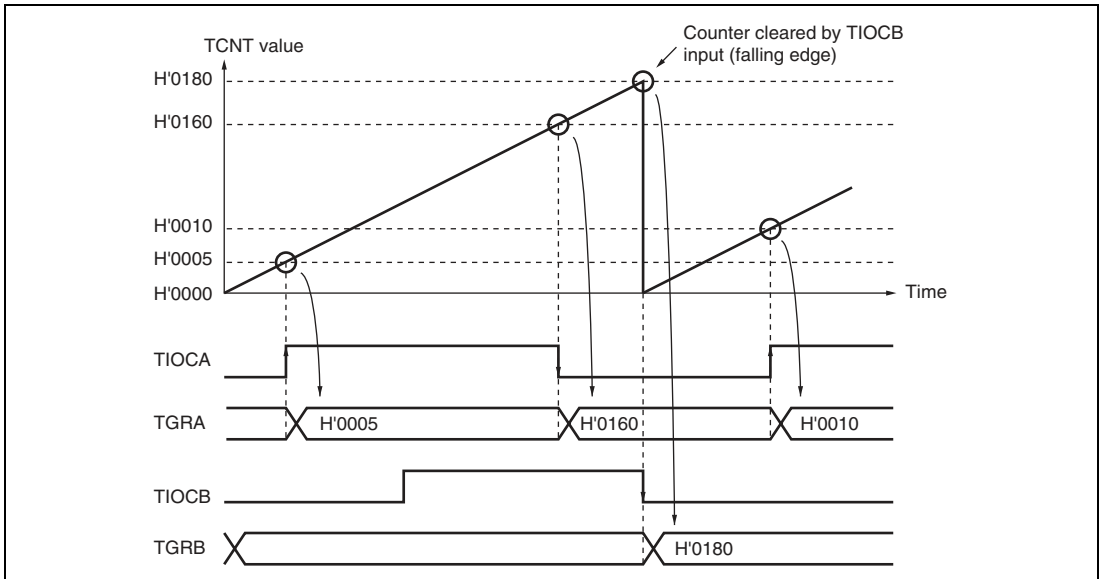 Counter cleared by TIOCB
input (falling edge)
TCNT value
H'0180
H'0160
H'0010
H'0005
H'0000
Time
TIOCA
TGRA
H'0005
H'0160
H'0010
TIOCB
TGRB
H'0180